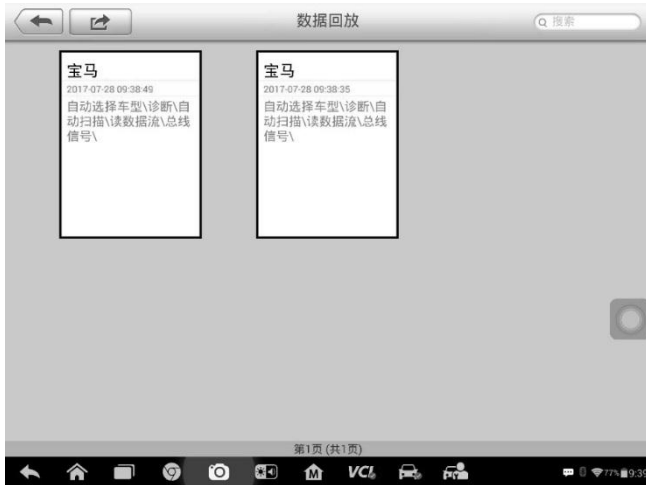 数据回放
搜索
宝马
2017-07-28 09:38:49
自动选择车型\诊断\自
动扫描\读数据流\总线
信号\
宝马
2017-07-28 09:38:35
自动选择车型\诊断\自
动扫描\读数据流\总线
信号\
第1页 (共1页)
M
VCI
77%
9:39